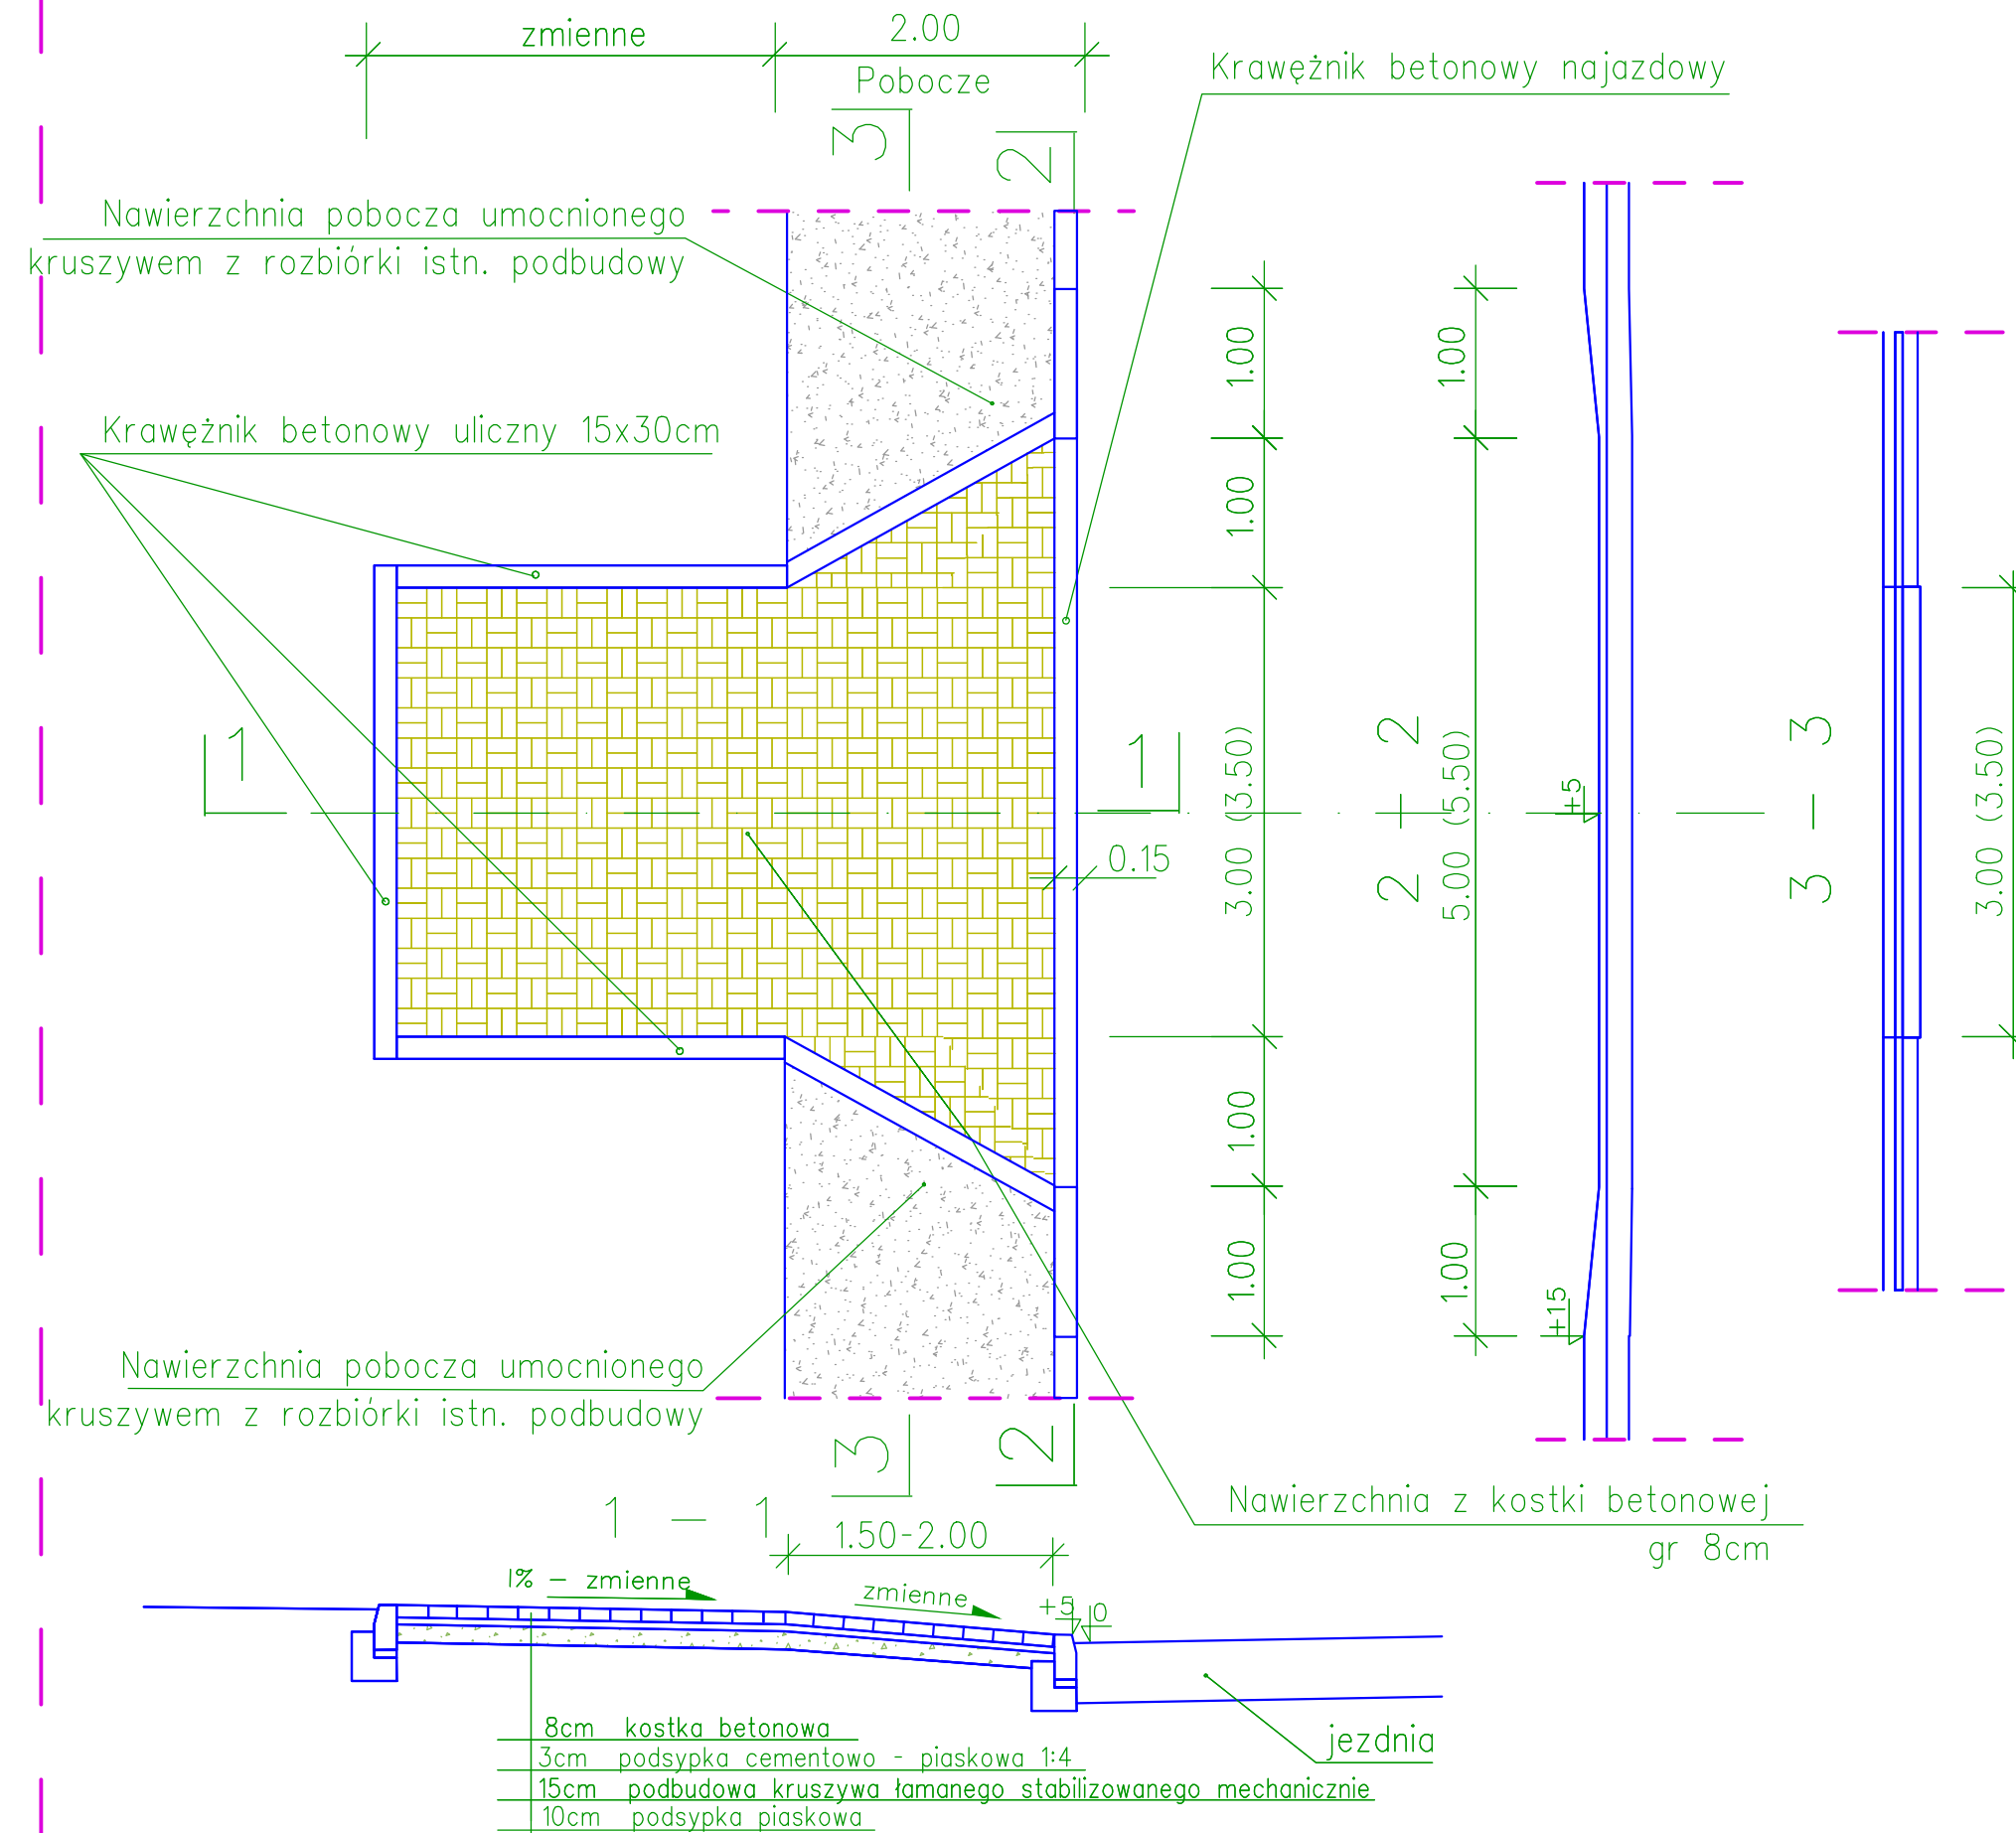 zmienne
2.00
Pobocze
Krawężnik betonowy najazdowy
3
2
Nawierzchnia pobocza umocnionego
kruszywem z rozbiórki istn. podbudowy
Krawężnik betonowy uliczny 15x30cm
1.00
1.00
1.00
1
1
3.00 (3.50)
2 + 2
5.00 (5.50)
+5
3 - 3
3.00 (3.50)
0.15
1.00
1.00
1.00
+15
Nawierzchnia pobocza umocnionego
kruszywem z rozbiórki istn. podbudowy
3
2
Nawierzchnia z kostki betonowej
gr 8cm
1 - 1
1.50-2.00
1% - zmienne
zmienne
+5
0
jezdnia
8cm kostka betonowa
3cm podsypka cementowo - piaskowa 1:4
15cm podbudowa kruszywa łamanego stabilizowanego mechanicznie
10cm podsypka piaskowa